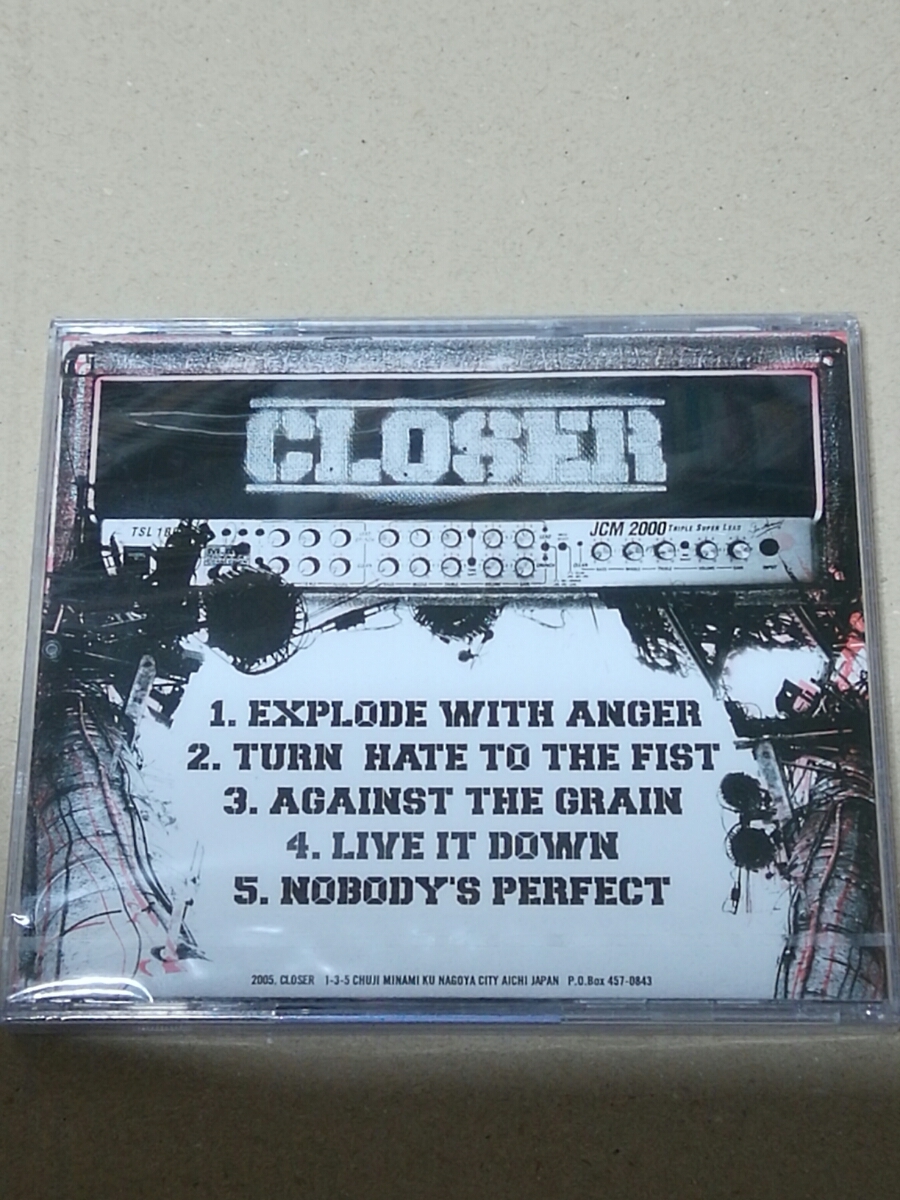 CLOSER
JCM 2000 TRIPLE SUPER LEAD
1. EXPLODE WITH ANGER
2. TURN HATE TO THE FIST
3. AGAINST THE GRAIN
4. LIVE IT DOWN
5. NOBODY'S PERFECT
2005. CLOSER 1-3-5 CHUJI MINAMI KU NAGOYA CITY AICHI JAPAN P.O.Box 457-0843